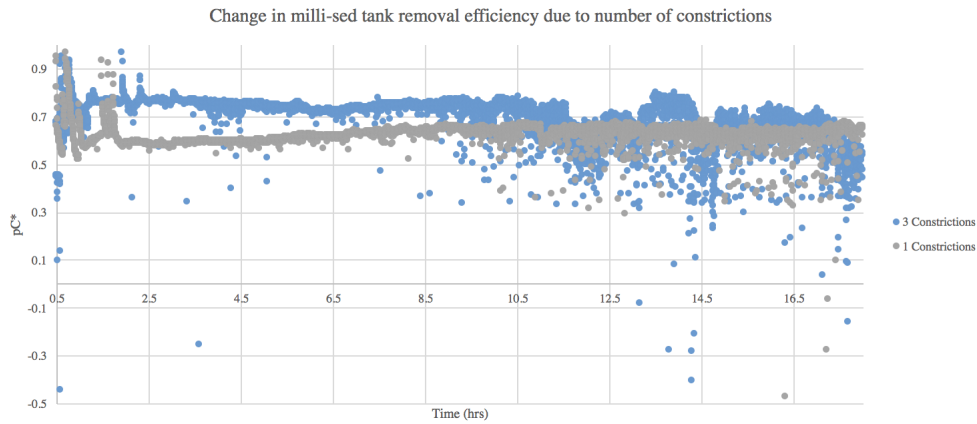 Change in milli-sed tank removal efficiency due to number of constrictions
0.9
0.7
0.5
0.3
0.1
-0.1
-0.3
-0.5
pC*
0.5 2.5 4.5 6.5 8.5 10.5 12.5 14.5 16.5
Time (hrs)
3 Constrictions
1 Constrictions